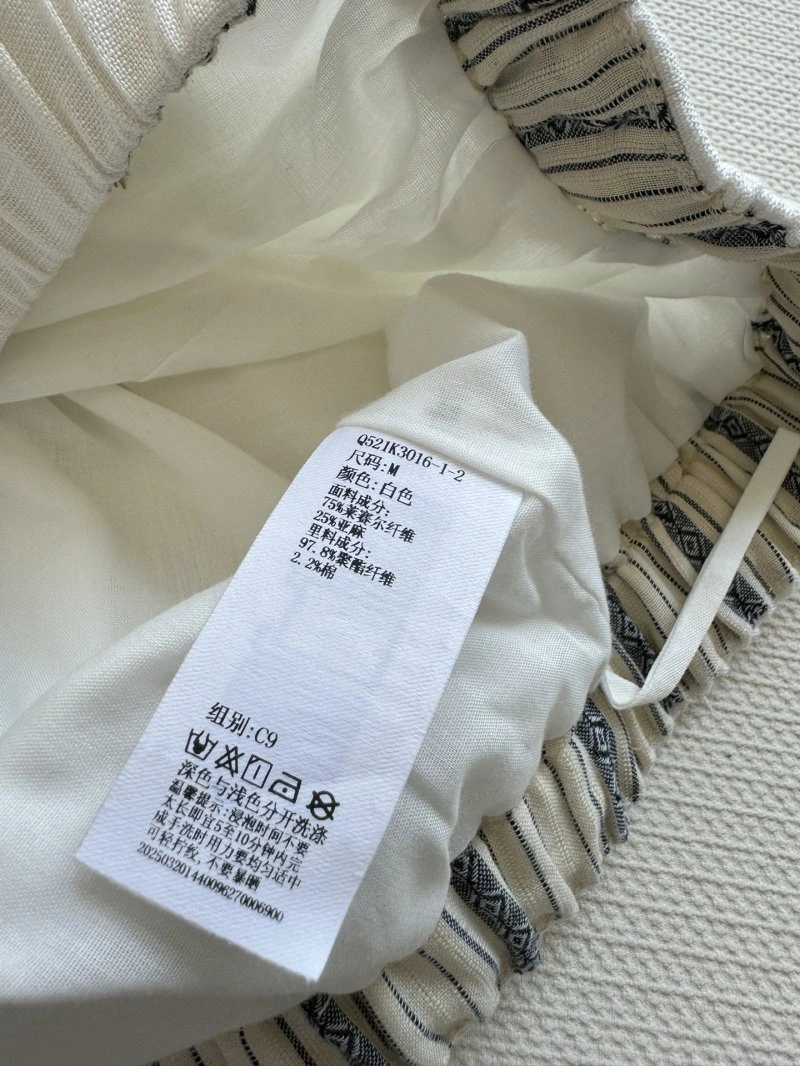 Q521K3016-1-2
尺码:M
颜色:白色
面料成分:
75%莱赛尔纤维
25%亚麻
里料成分:
97.8%聚酯纤维
2.2%棉
组别:C9
深色与浅色分开洗涤
温馨提示:浸泡时间不要
太长即宜5至10分钟内完
成手洗时用力要均匀适中
可轻拧绞,不要暴晒
202503201440096270006900